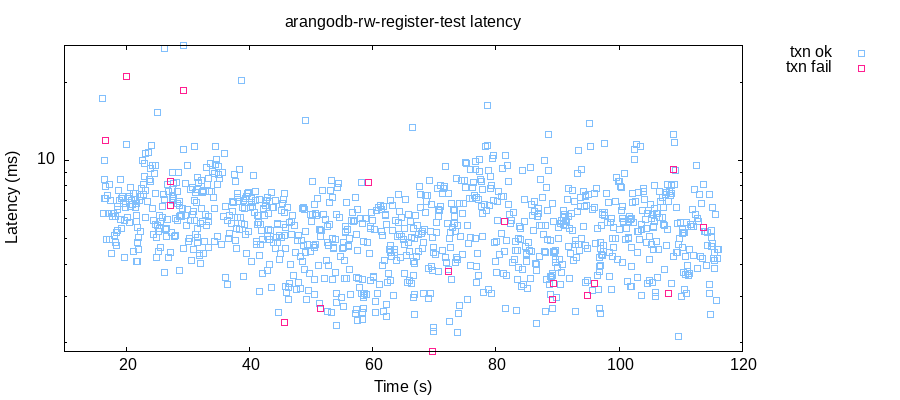 arangodb-rw-register-test latency
txn ok
txn fail
10
Latency (ms)
20 40 60 80 100 120
Time (s)